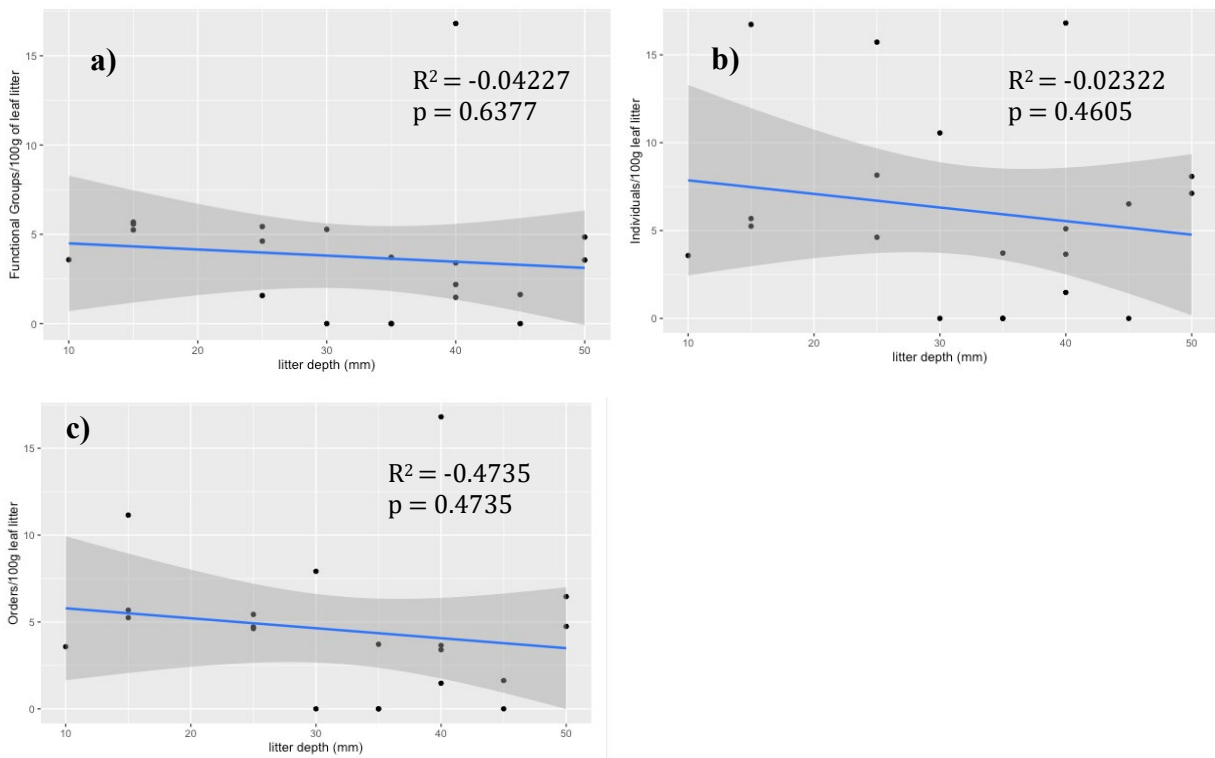 a)
R² = -0.04227
p = 0.6377
Functional Groups/100g of leaf litter
15
10
5
0
10 20 30 40 50
litter depth (mm)
b)
R² = -0.02322
p = 0.4605
Individuals/100g leaf litter
15
10
5
0
10 20 30 40 50
litter depth (mm)
c)
R² = -0.4735
p = 0.4735
Orders/100g leaf litter
15
10
5
0
10 20 30 40 50
litter depth (mm)